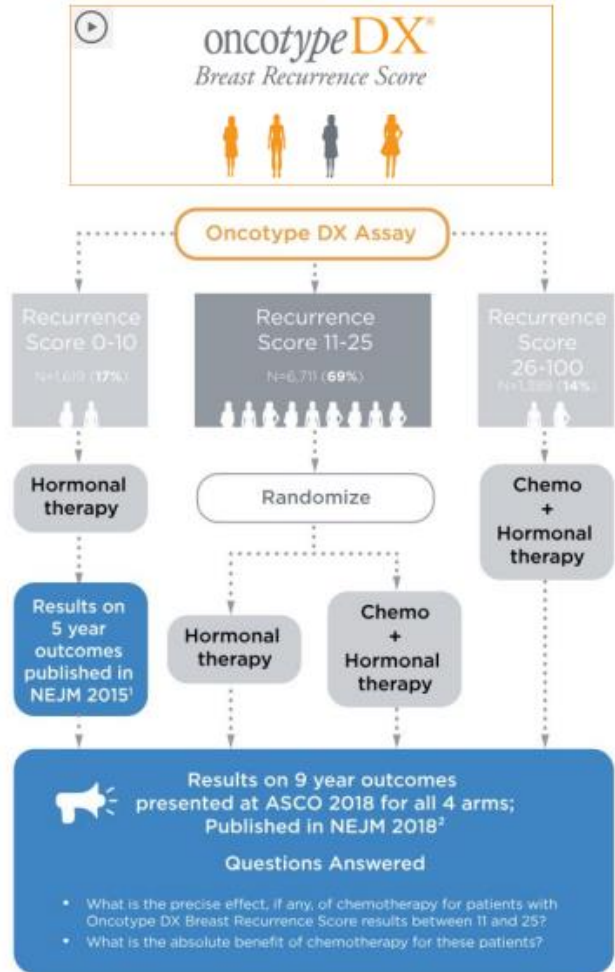 oncotypeDX®
Breast Recurrence Score
Oncotype DX Assay
Recurrence
Score 0-10
N=1,619 (17%)
Recurrence
Score 11-25
N=6,711 (69%)
Recurrence
Score
26-100
(14%)
Hormonal
therapy
Randomize
Chemo
+
Hormonal
therapy
Results on
5 year
outcomes
published in
NEJM 2015¹
Hormonal
therapy
Chemo
+
Hormonal
therapy
Results on 9 year outcomes
presented at ASCO 2018 for all 4 arms;
Published in NEJM 2018²
Questions Answered
• What is the precise effect, if any, of chemotherapy for patients with
Oncotype DX Breast Recurrence Score results between 11 and 25?
• What is the absolute benefit of chemotherapy for these patients?